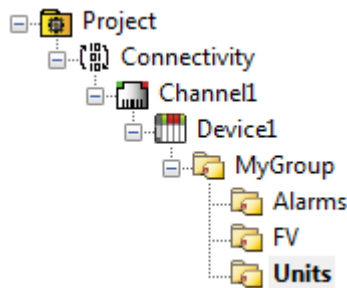 Project
Connectivity
Channel1
Device1
MyGroup
Alarms
FV
Units